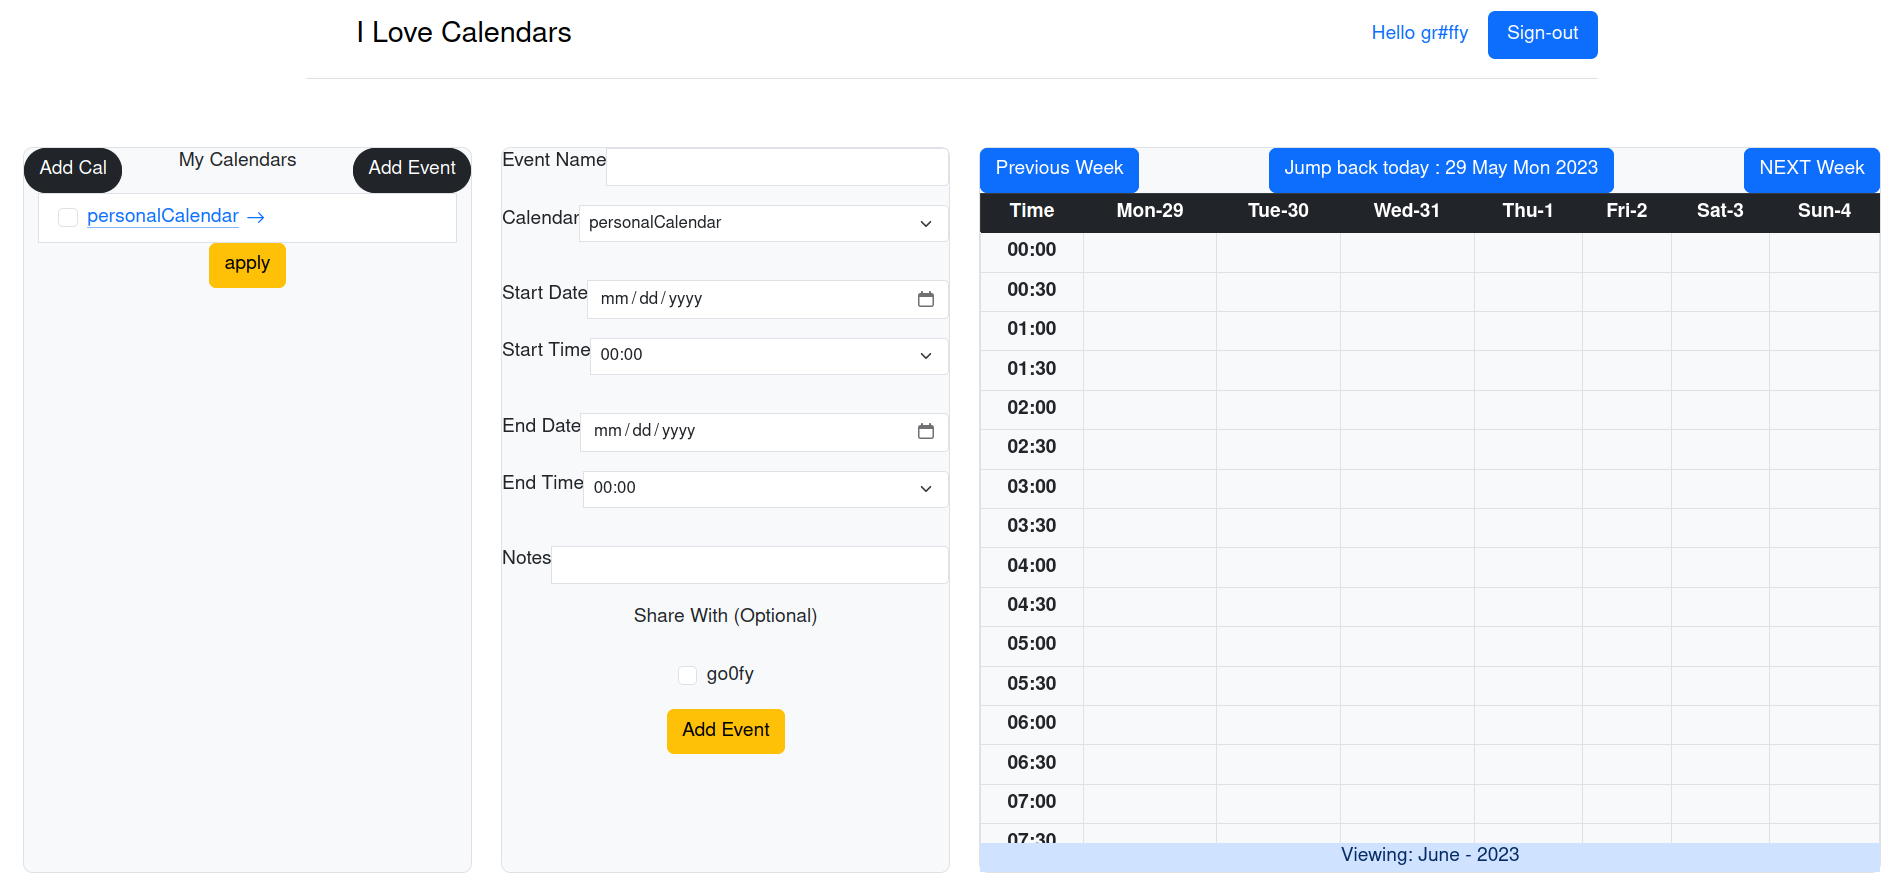 I Love Calendars
Hello gr#ffy
Sign-out
Add Cal
My Calendars
Add Event
personalCalendar →
apply
Event Name
Calendar personalCalendar
Start Date mm/dd/yyyy
Start Time 00:00
End Date mm/dd/yyyy
End Time 00:00
Notes
Share With (Optional)
go0fy
Add Event
Previous Week
Jump back today : 29 May Mon 2023
NEXT Week
Time Mon-29 Tue-30 Wed-31 Thu-1 Fri-2 Sat-3 Sun-4
00:00
00:30
01:00
01:30
02:00
02:30
03:00
03:30
04:00
04:30
05:00
05:30
06:00
06:30
07:00
07:30
Viewing: June - 2023